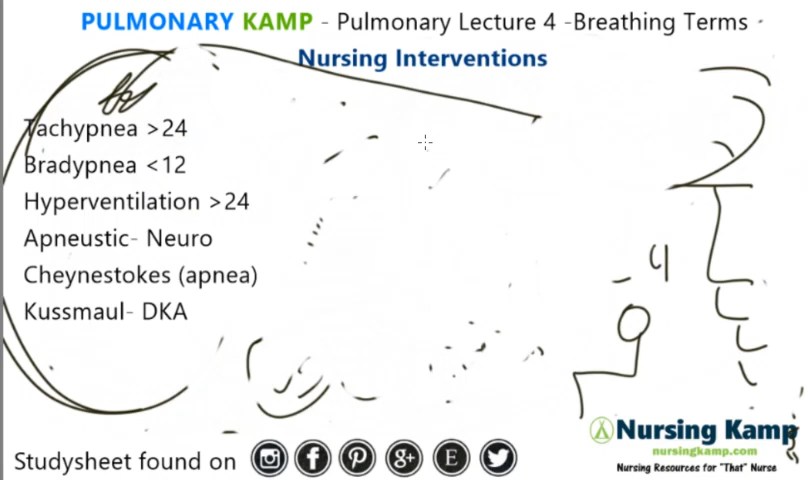 PULMONARY KAMP - Pulmonary Lecture 4 -Breathing Terms
Nursing Interventions
Tachypnea >24
Bradypnea <12
Hyperventilation >24
Apneustic- Neuro
Cheynestokes (apnea)
Kussmaul- DKA
4
Nursing Kamp
nursingkamp.com
Nursing Resources for "That" Nurse
Studysheet found on